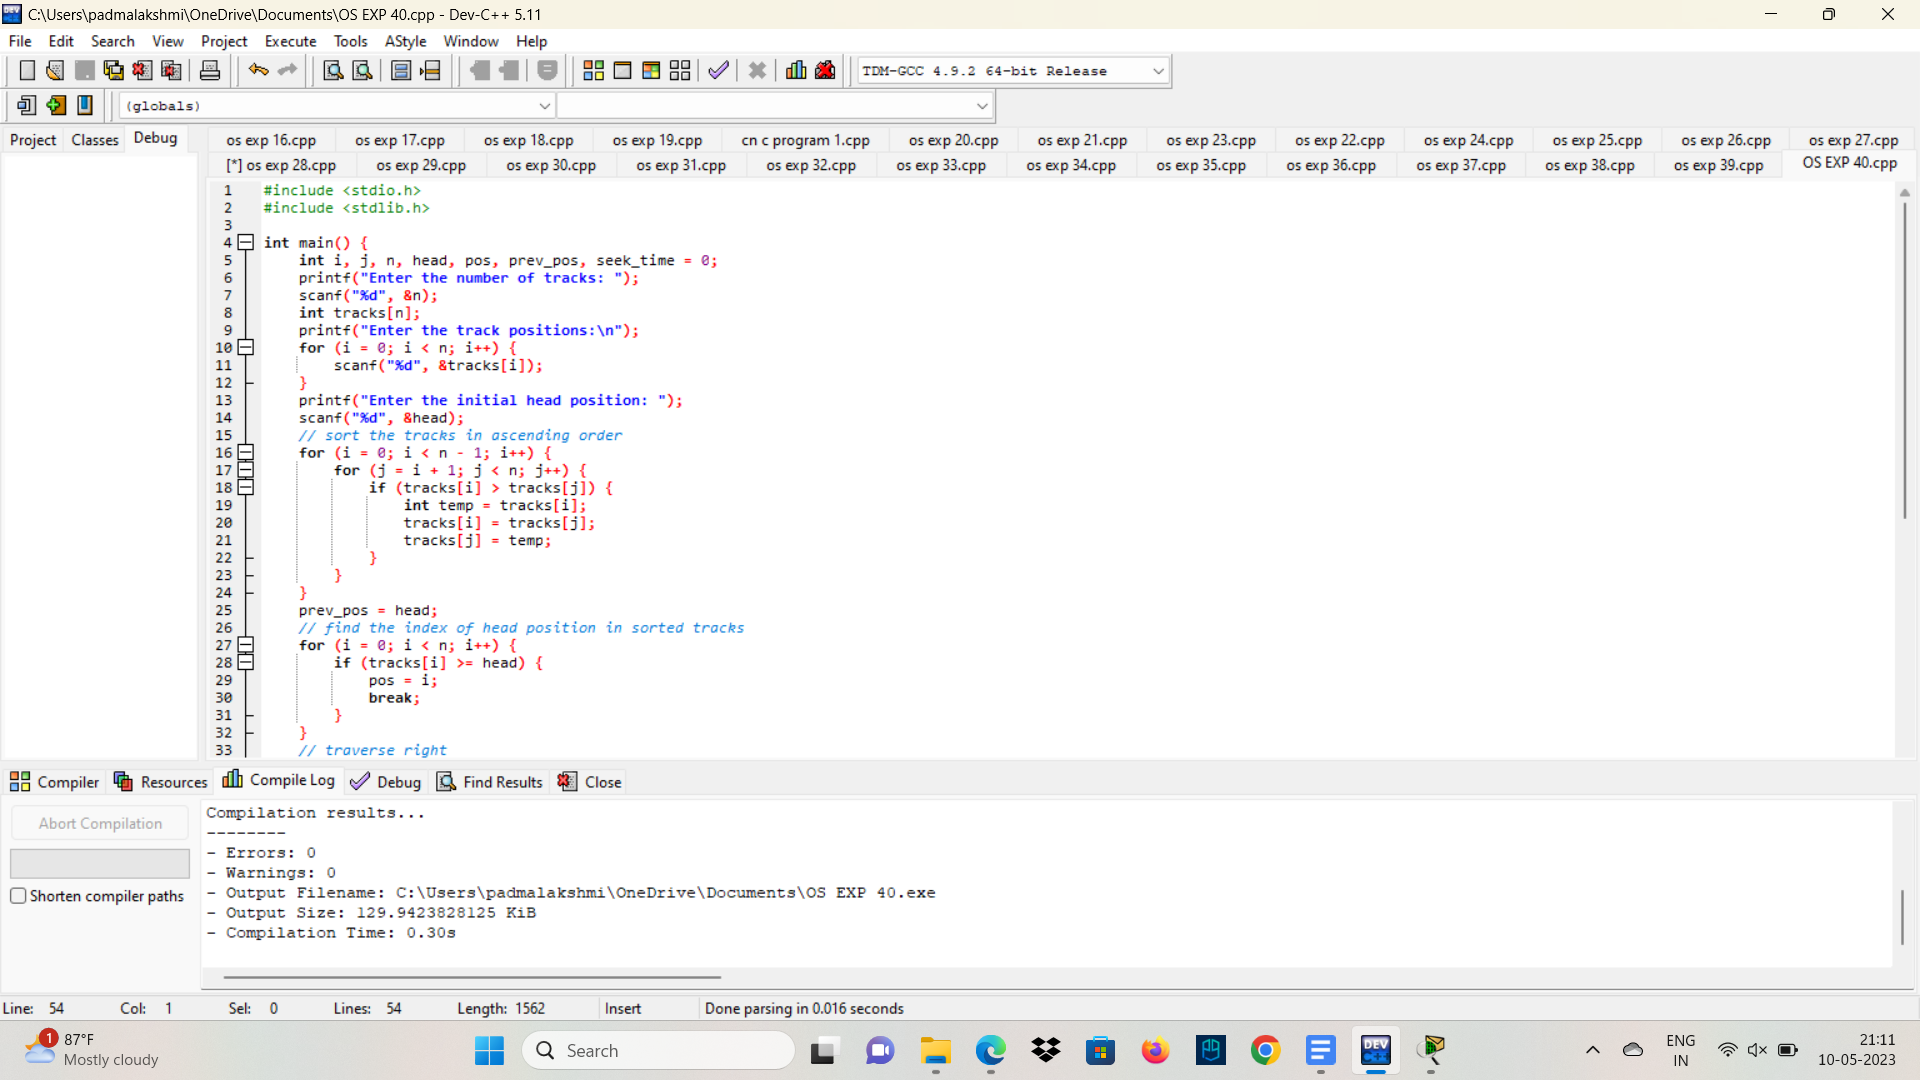 C:\Users\padmalakshmi\OneDrive\Documents\OS EXP 40.cpp - Dev-C++ 5.11
File Edit Search View Project Execute Tools AStyle Window Help
TDM-GCC 4.9.2 64-bit Release
(globals)
Project Classes Debug
os exp 16.cpp os exp 17.cpp os exp 18.cpp os exp 19.cpp cn c program 1.cpp os exp 20.cpp os exp 21.cpp os exp 23.cpp os exp 22.cpp os exp 24.cpp os exp 25.cpp os exp 26.cpp os exp 27.cpp
[*] os exp 28.cpp os exp 29.cpp os exp 30.cpp os exp 31.cpp os exp 32.cpp os exp 33.cpp os exp 34.cpp os exp 35.cpp os exp 36.cpp os exp 37.cpp os exp 38.cpp os exp 39.cpp OS EXP 40.cpp
1 #include <stdio.h>
2 #include <stdlib.h>
3
4 int main() {
5 int i, j, n, head, pos, prev_pos, seek_time = 0;
6 printf("Enter the number of tracks: ");
7 scanf("%d", &n);
8 int tracks[n];
9 printf("Enter the track positions:\n");
10 for (i = 0; i < n; i++) {
11 scanf("%d", &tracks[i]);
12 }
13 printf("Enter the initial head position: ");
14 scanf("%d", &head);
15 // sort the tracks in ascending order
16 for (i = 0; i < n - 1; i++) {
17 for (j = i + 1; j < n; j++) {
18 if (tracks[i] > tracks[j]) {
19 int temp = tracks[i];
20 tracks[i] = tracks[j];
21 tracks[j] = temp;
22 }
23 }
24 }
25 prev_pos = head;
26 // find the index of head position in sorted tracks
27 for (i = 0; i < n; i++) {
28 if (tracks[i] >= head) {
29 pos = i;
30 break;
31 }
32 }
33 // traverse right
Compiler Resources Compile Log Debug Find Results Close
Abort Compilation
Shorten compiler paths
Compilation results...
--------
- Errors: 0
- Warnings: 0
- Output Filename: C:\Users\padmalakshmi\OneDrive\Documents\OS EXP 40.exe
- Output Size: 129.9423828125 KiB
- Compilation Time: 0.30s
Line: 54 Col: 1 Sel: 0 Lines: 54 Length: 1562 Insert Done parsing in 0.016 seconds
1
87°F
Mostly cloudy
Search
DEV C++
ENG
IN
21:11
10-05-2023